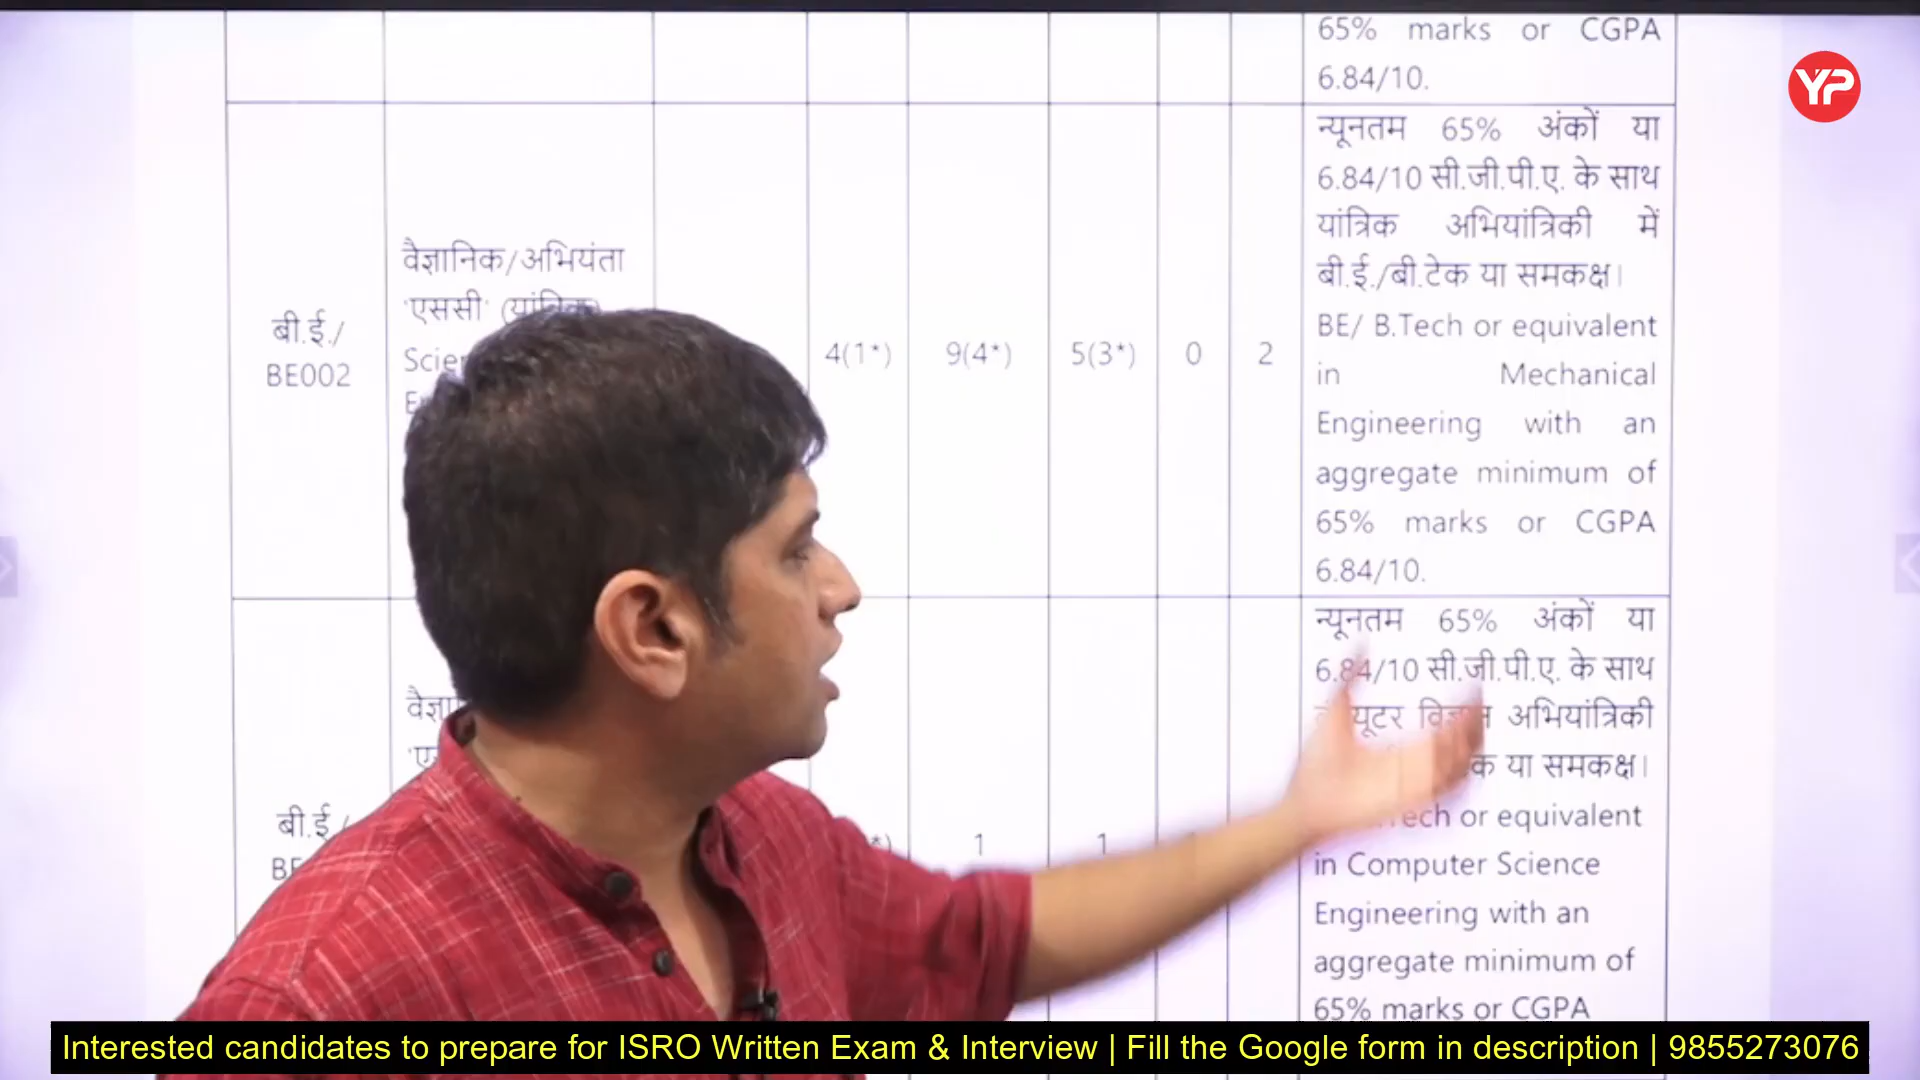 65% marks or CGPA
6.84/10.
YP
बी.ई./
BE002
वैज्ञानिक/अभियंता
'एससी' (यांत्रिक)
4(1*)
9(4*)
5(3*)
0
2
न्यूनतम 65% अंकों या
6.84/10 सी.जी.पी.ए. के साथ
यांत्रिक अभियांत्रिकी में
बी.ई./बी.टेक या समकक्ष।
BE/ B.Tech or equivalent
in Mechanical
Engineering with an
aggregate minimum of
65% marks or CGPA
6.84/10.
बी.ई./
1
1
न्यूनतम 65% अंकों या
6.84/10 सी.जी.पी.ए. के साथ
अभियांत्रिकी
या समकक्ष।
or equivalent
in Computer Science
Engineering with an
aggregate minimum of
65% marks or CGPA
Interested candidates to prepare for ISRO Written Exam & Interview | Fill the Google form in description | 9855273076